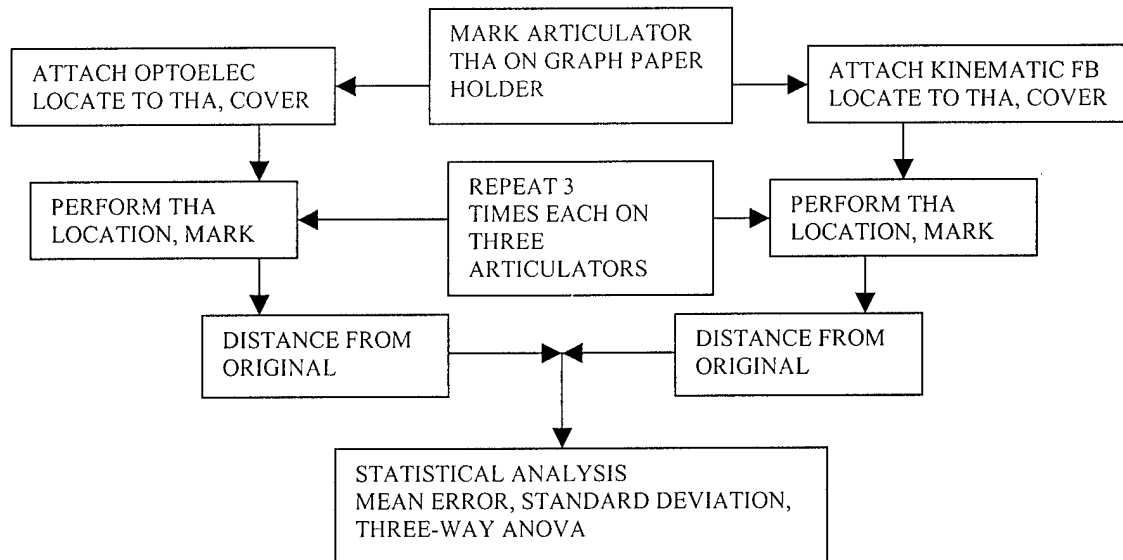 MARK ARTICULATOR
THA ON GRAPH PAPER
HOLDER
ATTACH OPTOELEC
LOCATE TO THA, COVER
ATTACH KINEMATIC FB
LOCATE TO THA, COVER
PERFORM THA
LOCATION, MARK
REPEAT 3
TIMES EACH ON
THREE
ARTICULATORS
PERFORM THA
LOCATION, MARK
DISTANCE FROM
ORIGINAL
DISTANCE FROM
ORIGINAL
STATISTICAL ANALYSIS
MEAN ERROR, STANDARD DEVIATION,
THREE-WAY ANOVA